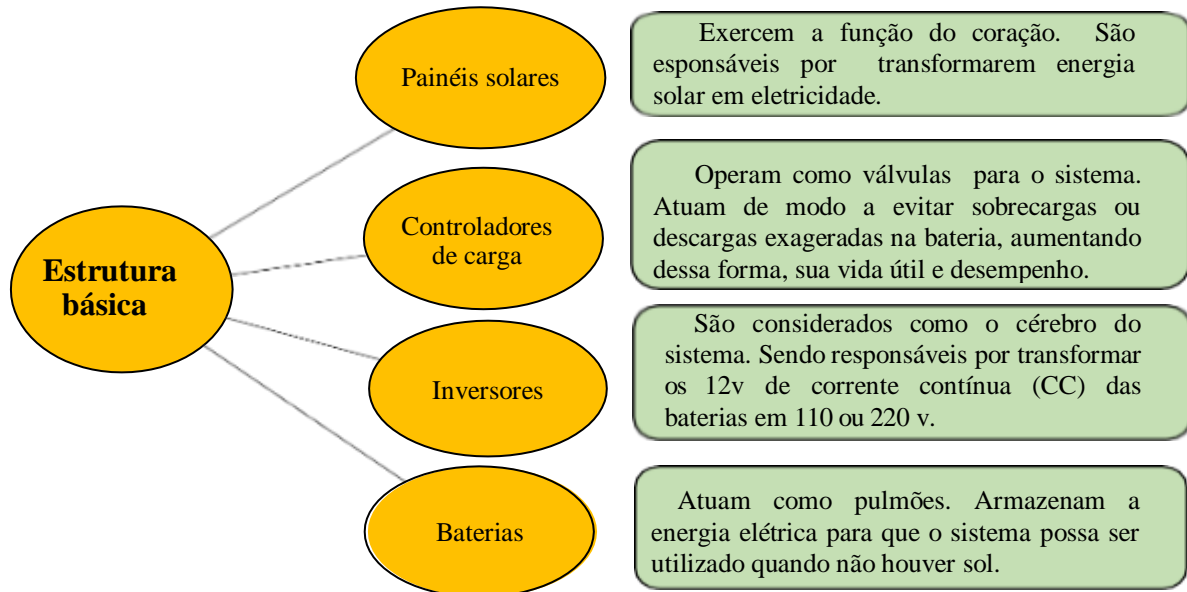 Estrutura
básica
Painéis solares
Exercem a função do coração. São
esponsáveis por transformarem energia
solar em eletricidade.
Controladores
de carga
Operam como válvulas para o sistema.
Atuam de modo a evitar sobrecargas ou
descargas exageradas na bateria, aumentando
dessa forma, sua vida útil e desempenho.
Inversores
São considerados como o cérebro do
sistema. Sendo responsáveis por transformar
os 12v de corrente contínua (CC) das
baterias em 110 ou 220 v.
Baterias
Atuam como pulmões. Armazenam a
energia elétrica para que o sistema possa ser
utilizado quando não houver sol.